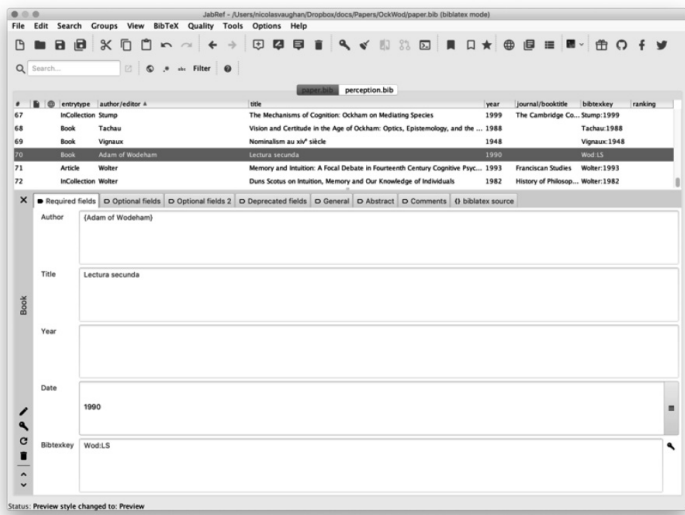 JabRef - /Users/nicolasvaughan/Dropbox/docs/Papers/OckWod/paper.bib (biblatex mode)
File Edit Search Groups View BibTeX Quality Tools Options Help
Search... Filter
paper.bib perception.bib
# entrytype author/editor title year journal/booktitle bibtexkey ranking
67 InCollection Stump The Mechanisms of Cognition: Ockham on Mediating Species 1999 The Cambridge Co... Stump:1999
68 Book Tachau Vision and Certitude in the Age of Ockham: Optics, Epistemology, and the ... 1988 Tachau:1988
69 Book Vignaux Nominalism au xivᵉ siècle 1948 Vignaux:1948
70 Book Adam of Wodeham Lectura secunda 1990 Wod:LS
71 Article Wolter Memory and Intuition: A Focal Debate in Fourteenth Century Cognitive Psyc... 1993 Franciscan Studies Wolter:1993
72 InCollection Wolter Duns Scotus on Intuition, Memory and Our Knowledge of Individuals 1982 History of Philosop... Wolter:1982
Required fields Optional fields Optional fields 2 Deprecated fields General Abstract Comments {} biblatex source
Author {Adam of Wodeham}
Title Lectura secunda
Book
Year
Date
1990
Bibtexkey Wod:LS
Status: Preview style changed to: Preview